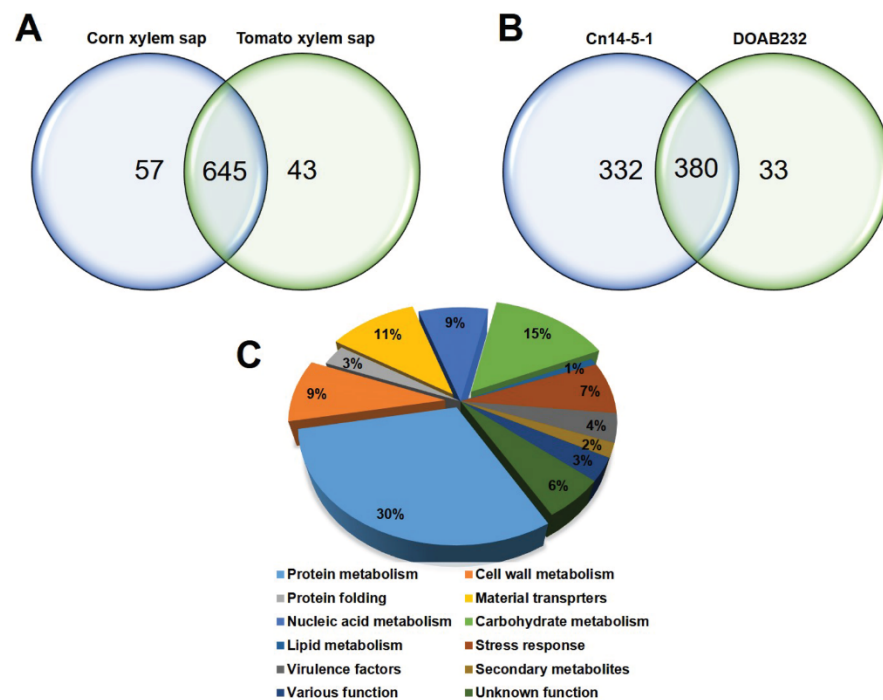 A
Corn xylem sap Tomato xylem sap
57 645 43
B
Cn14-5-1 DOAB232
332 380 33
C
9%
11% 15%
3% 1%
9% 7%
4%
2%
3%
6%
30%
Protein metabolism Cell wall metabolism
Protein folding Material transprters
Nucleic acid metabolism Carbohydrate metabolism
Lipid metabolism Stress response
Virulence factors Secondary metabolites
Various function Unknown function